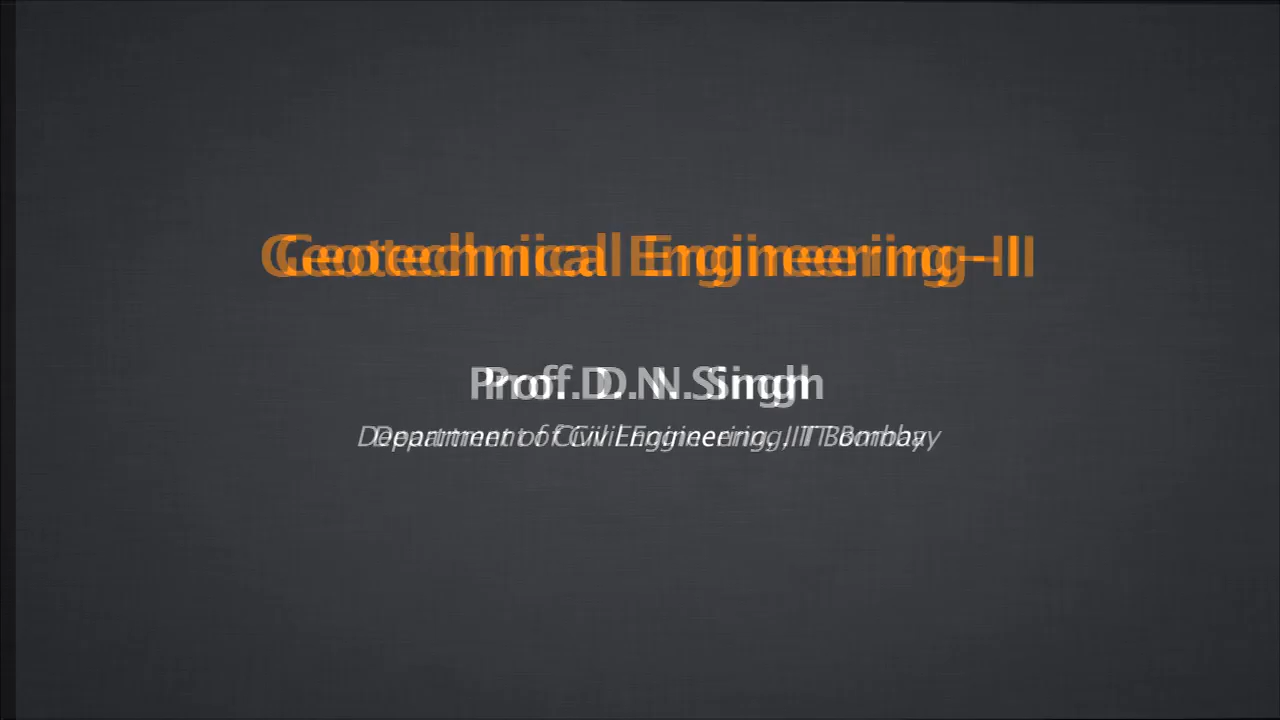 Geotechnical Engineering – II
Prof. D. N. Singh
Department of Civil Engineering, IIT Bombay